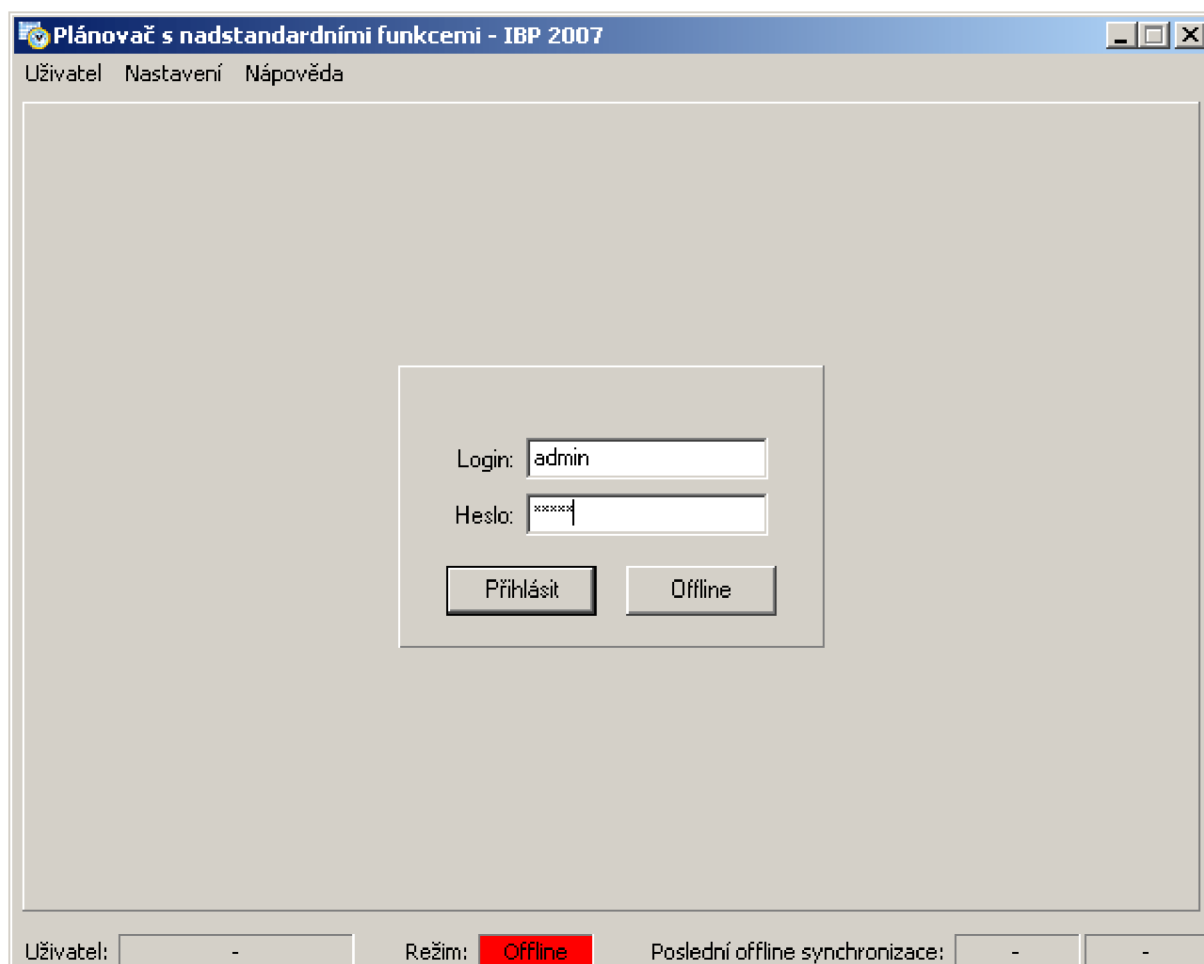 Plánovač s nadstandardními funkcemi - IBP 2007
Uživatel Nastavení Nápověda
Login: admin
Heslo: *****
Přihlásit Offline
Uživatel: - Režim: Offline Poslední offline synchronizace: - -